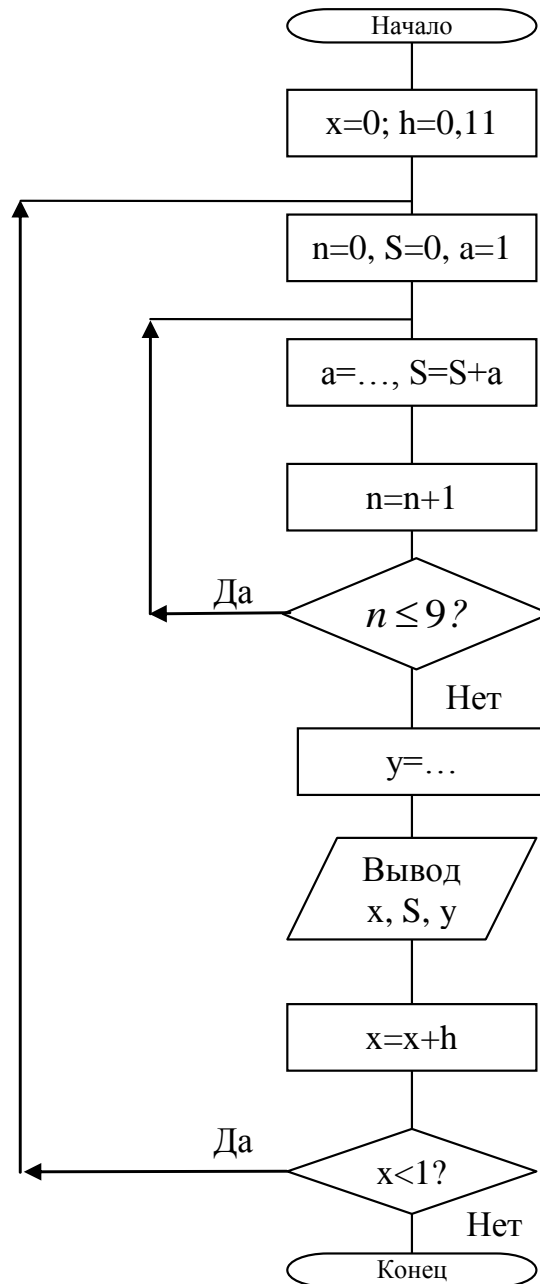 Начало
x=0; h=0,11
n=0, S=0, a=1
a=…, S=S+a
n=n+1
Да
n ≤ 9?
Нет
y=…
Вывод
x, S, y
x=x+h
Да
x<1?
Нет
Конец